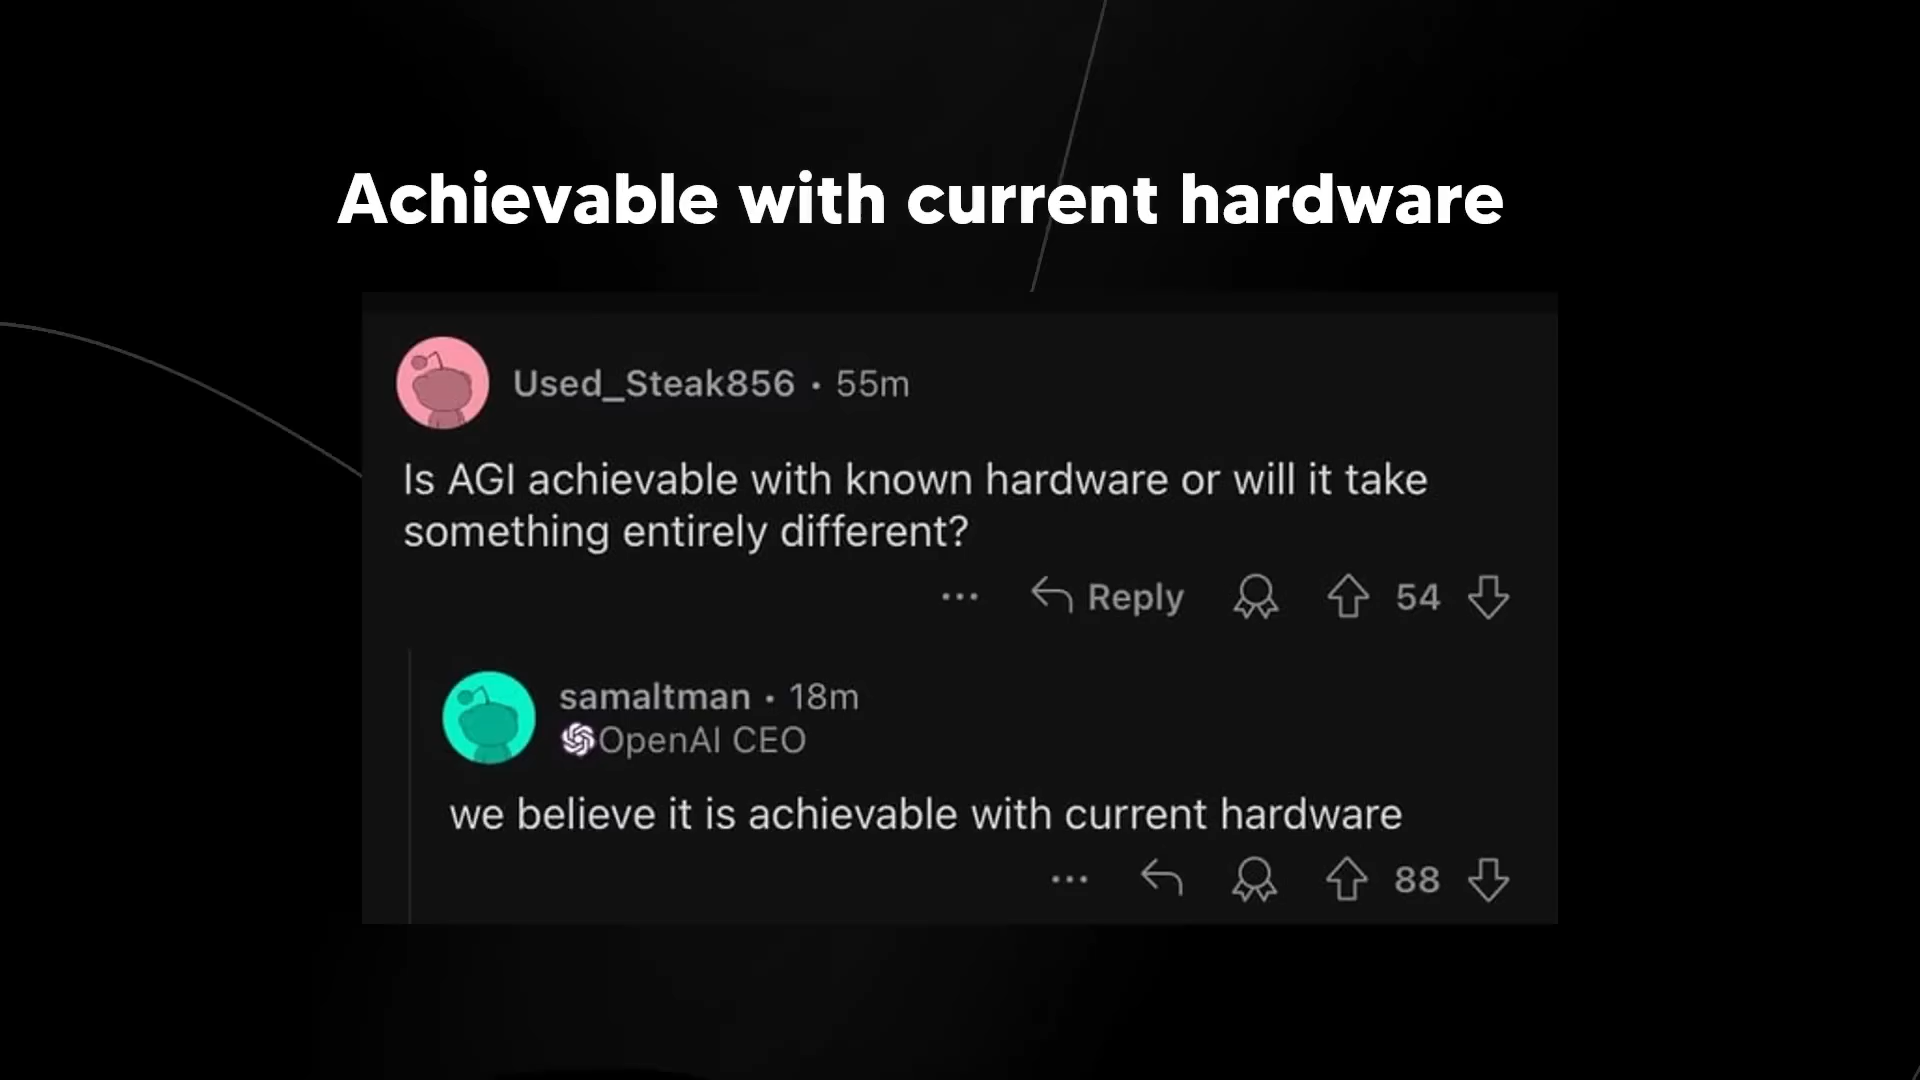 Achievable with current hardware
Used_Steak856 • 55m
Is AGI achievable with known hardware or will it take
something entirely different?
... Reply 54
samaltman • 18m
OpenAI CEO
we believe it is achievable with current hardware
... 88